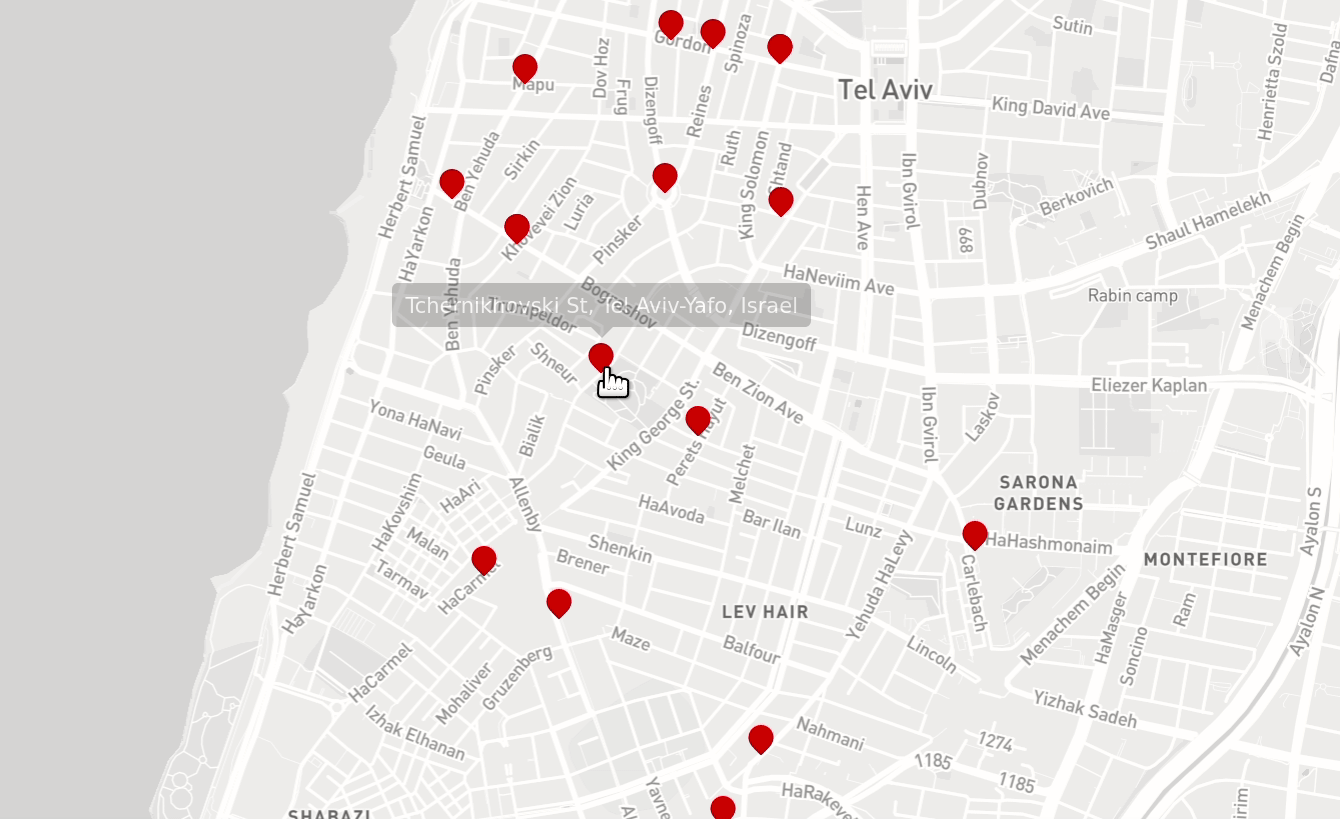 Sutin
Gordon
Spinoza
Henrietta Szold
Dafna
Dov Hoz
Mapu
Frug
Dizengoff
Reines
Tel Aviv
King David Ave
Herbert Samuel
Ben Yehuda
Sirkin
Ruth
King Solomon
Ibn Gvirol
Dubnov
Berkovich
Hen Ave
Khovevei Zion
Luria
Pinsker
HaYarkon
668
Shaul Hamelekh
Menachem Begin
HaNeviim Ave
Rabin camp
Ben Yehuda
Bograshov
Trumpeldor
Tchernikhovski St, Tel Aviv-Yafo, Israel
Dizengoff
Shneur
Pinsker
Ben Zion Ave
Eliezer Kaplan
King George St.
Yona HaNavi
Geula
Bialik
Perets Hayut
Melchet
Ibn Gvirol
Laskov
SARONA
GARDENS
HaAri
Allenby
HaKovshim
Herbert Samuel
HaAvoda
Bar Ilan
Lunz
HaHashmonaim
Ayalon S
MONTEFIORE
Malan
Shenkin
Brener
Tarmav
HaCarmel
HaYarkon
Yehuda HaLevy
Carlebach
Menachem Begin
HaMasger
Ram
Ayalon N
LEV HAIR
Maze
Balfour
Lincoln
Soncino
HaCarmel
Mohaliver
Gruzenberg
Izhak Elhanan
Yizhak Sadeh
Nahmani
1274
1185
1185
HaRakeve
Yavne
SHABAZI